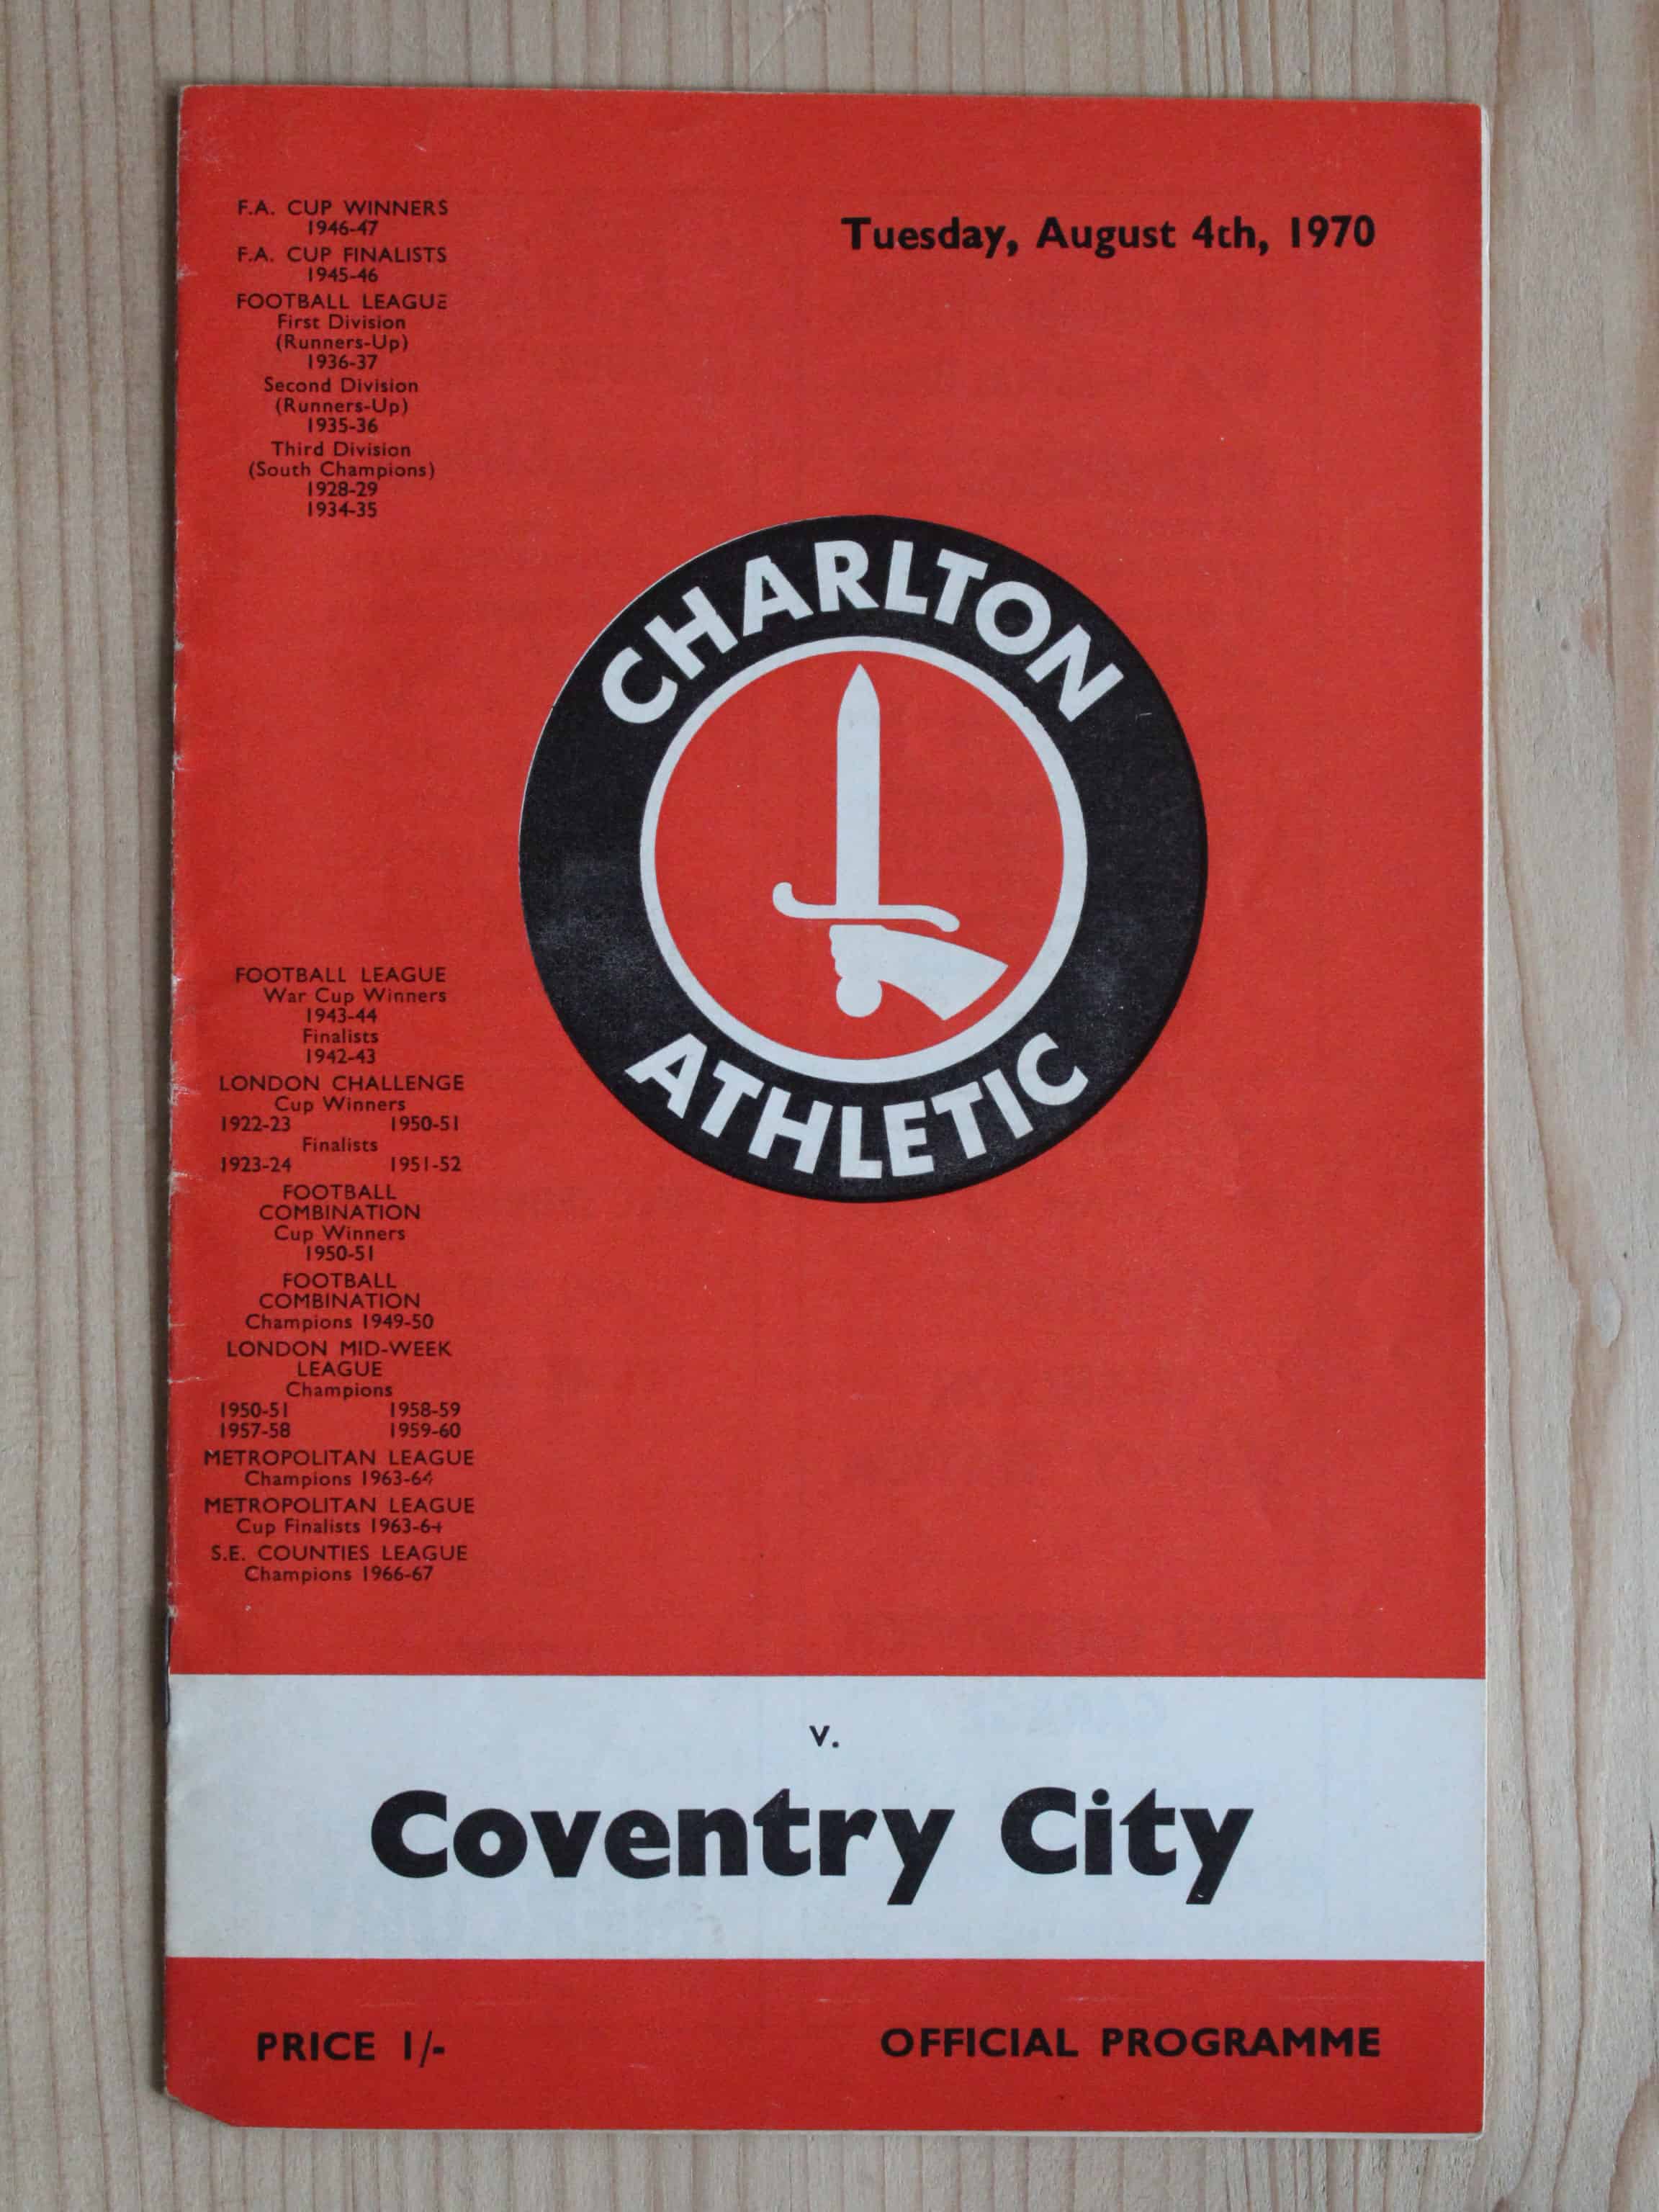 F.A. CUP WINNERS
1946-47
F.A. CUP FINALISTS
1945-46
FOOTBALL LEAGUE
First Division
(Runners-Up)
1936-37
Second Division
(Runners-Up)
1935-36
Third Division
(South Champions)
1928-29
1934-35
Tuesday, August 4th, 1970
CHARLTON
ATHLETIC
FOOTBALL LEAGUE
War Cup Winners
1943-44
Finalists
1942-43
LONDON CHALLENGE
Cup Winners
1922-23 1950-51
Finalists
1923-24 1951-52
FOOTBALL
COMBINATION
Cup Winners
1950-51
FOOTBALL
COMBINATION
Champions 1949-50
LONDON MID-WEEK
LEAGUE
Champions
1950-51 1958-59
1957-58 1959-60
METROPOLITAN LEAGUE
Champions 1963-64
METROPOLITAN LEAGUE
Cup Finalists 1963-64
S.E. COUNTIES LEAGUE
Champions 1966-67
v.
Coventry City
PRICE 1/-
OFFICIAL PROGRAMME